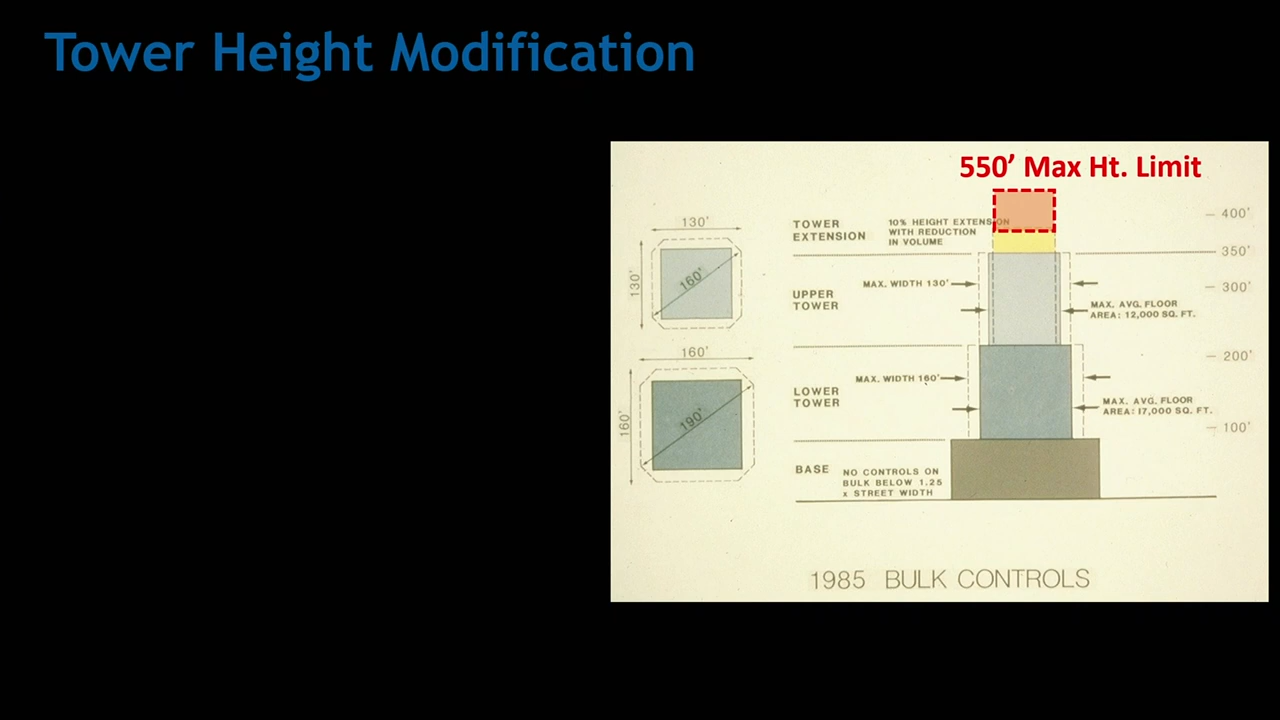 Tower Height Modification
550’ Max Ht. Limit
130'
130'
160'
160'
160'
190'
TOWER
EXTENSION
10% HEIGHT EXTENSION
WITH REDUCTION
IN VOLUME
400'
350'
MAX. WIDTH 130'
300'
UPPER
TOWER
MAX. AVG. FLOOR
AREA: 12,000 SQ. FT.
200'
MAX. WIDTH 160'
LOWER
TOWER
MAX. AVG. FLOOR
AREA: 17,000 SQ. FT.
100'
BASE
NO CONTROLS ON
BULK BELOW 1.25
x STREET WIDTH
1985 BULK CONTROLS